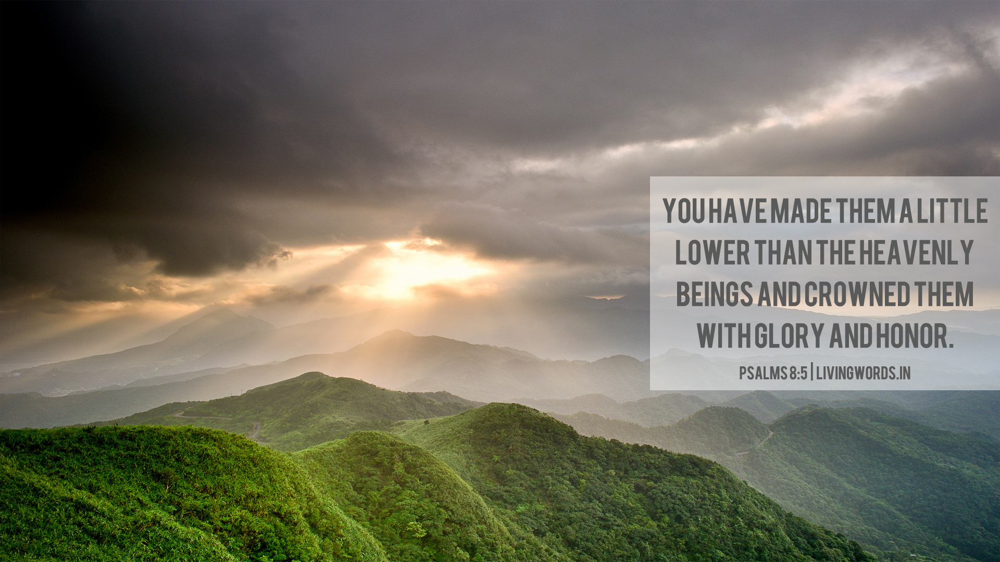 YOU HAVE MADE THEM A LITTLE
LOWER THAN THE HEAVENLY
BEINGS AND CROWNED THEM
WITH GLORY AND HONOR.
PSALMS 8:5 | LIVINGWORDS.IN